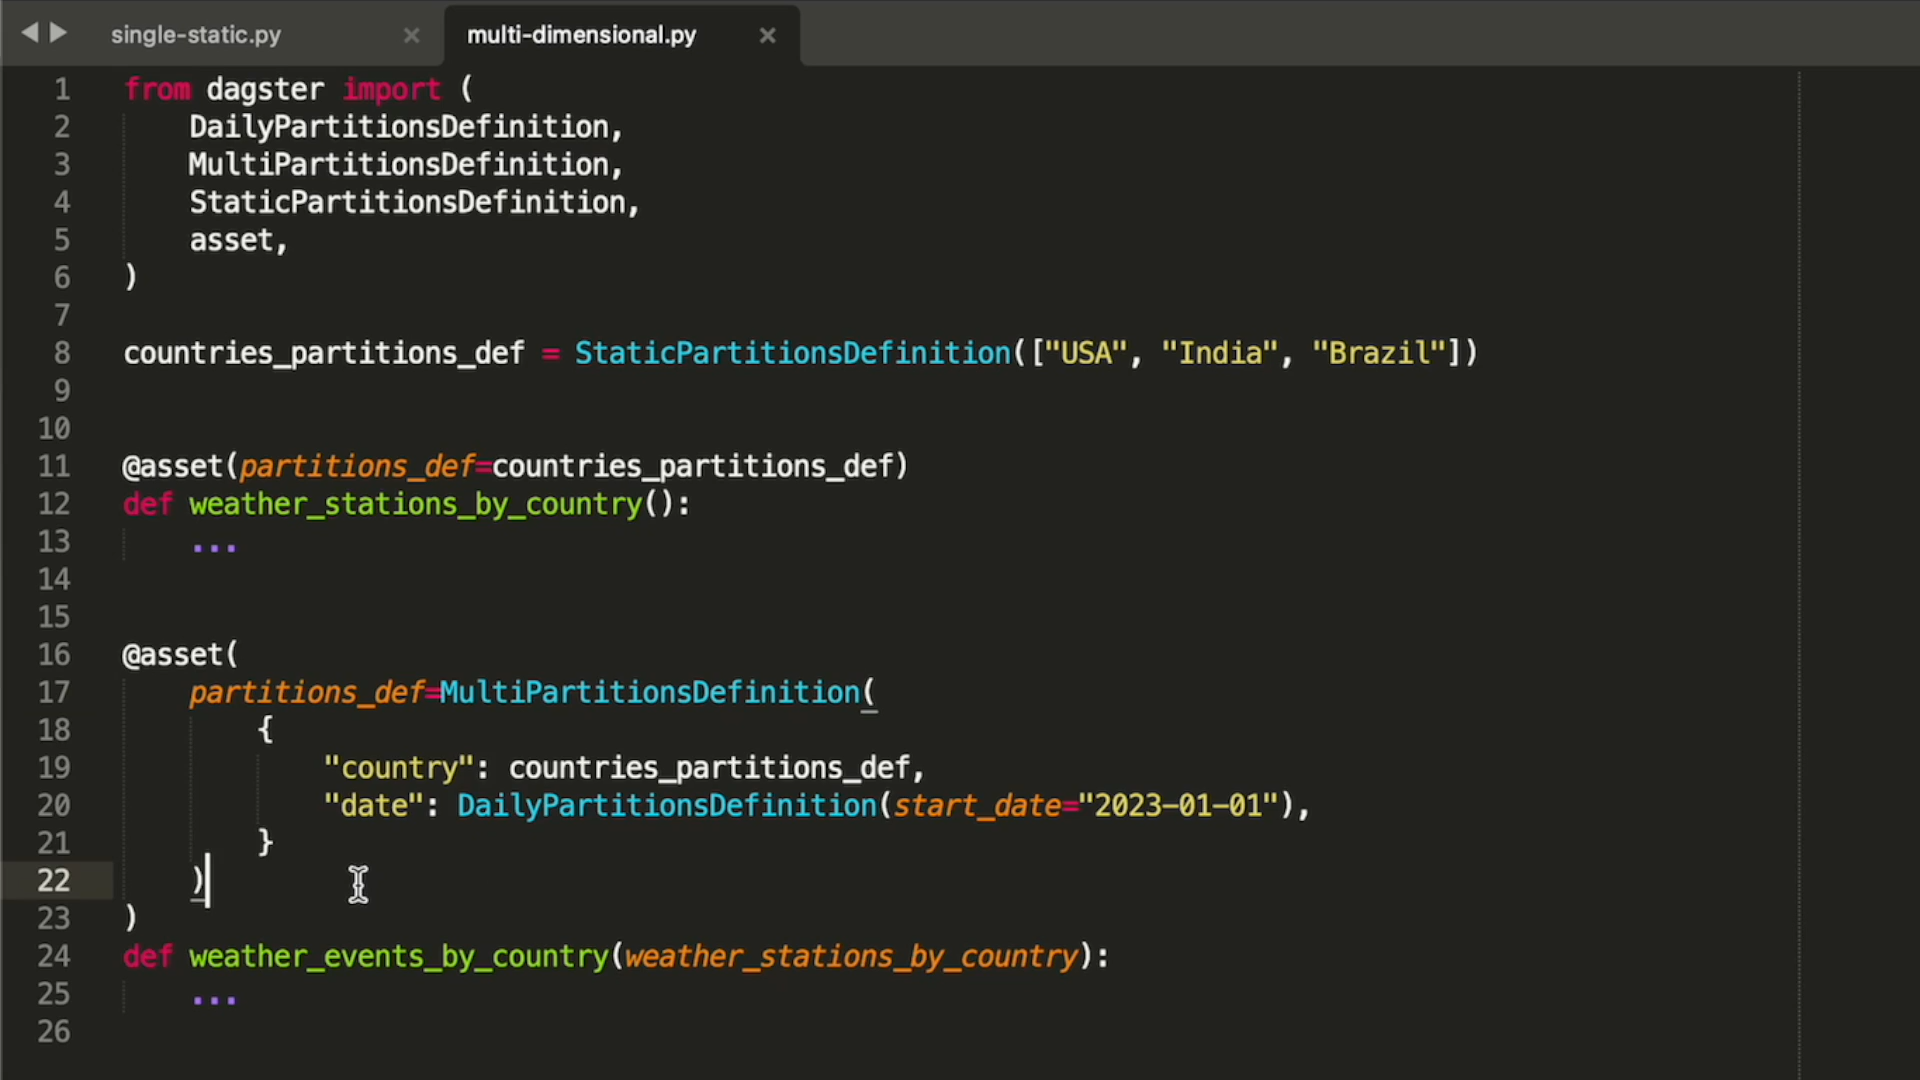 single-static.py × multi-dimensional.py ×
1 from dagster import (
2     DailyPartitionsDefinition,
3     MultiPartitionsDefinition,
4     StaticPartitionsDefinition,
5     asset,
6 )
7
8 countries_partitions_def = StaticPartitionsDefinition(["USA", "India", "Brazil"])
9
10
11 @asset(partitions_def=countries_partitions_def)
12 def weather_stations_by_country():
13     ...
14
15
16 @asset(
17     partitions_def=MultiPartitionsDefinition(
18         {
19             "country": countries_partitions_def,
20             "date": DailyPartitionsDefinition(start_date="2023-01-01"),
21         }
22     )
23 )
24 def weather_events_by_country(weather_stations_by_country):
25     ...
26